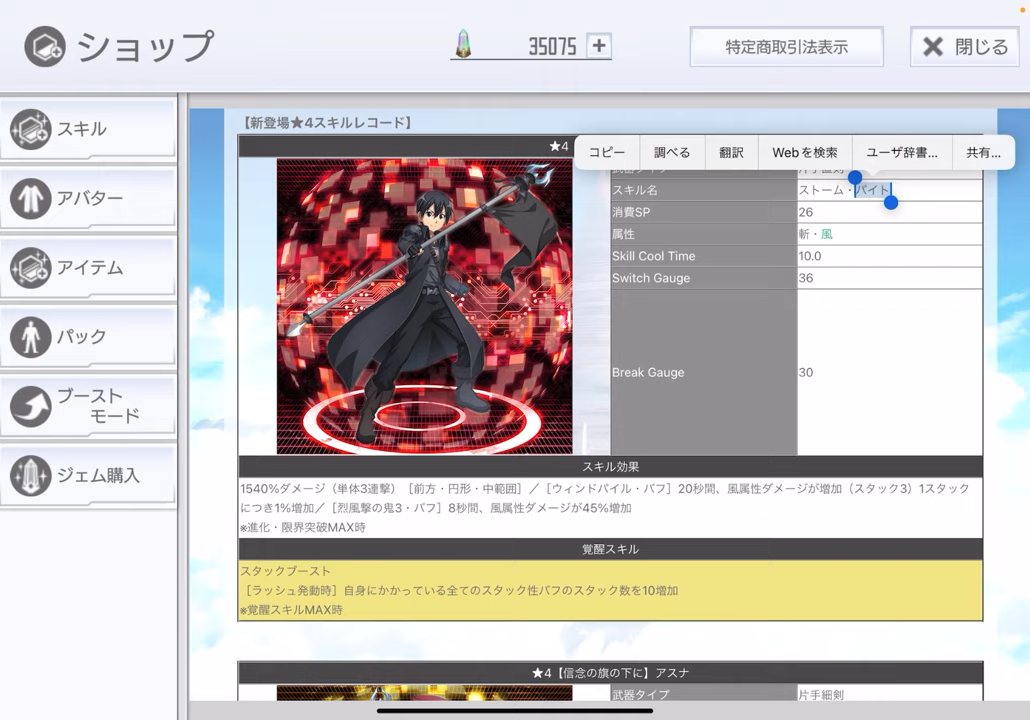 ショップ
35075
特定商取引法表示
閉じる
スキル
アバター
アイテム
パック
ブースト
モード
ジェム購入
【新登場★4スキルレコード】
★4
コピー 調べる 翻訳 Webを検索 ユーザ辞書... 共有...
スキル名 ストーム・バイト
消費SP 26
属性 斬・風
Skill Cool Time 10.0
Switch Gauge 36
Break Gauge 30
スキル効果
1540%ダメージ（単体3連撃）［前方・円形・中範囲］／［ウィンドパイル・バフ］20秒間、風属性ダメージが増加（スタック3）1スタック
につき1%増加／［烈風撃の鬼3・バフ］8秒間、風属性ダメージが45%増加
※進化・限界突破MAX時
覚醒スキル
スタックブースト
［ラッシュ発動時］自身にかかっている全てのスタック性バフのスタック数を10増加
※覚醒スキルMAX時
★4【信念の旗の下に】アスナ
武器タイプ 片手細剣